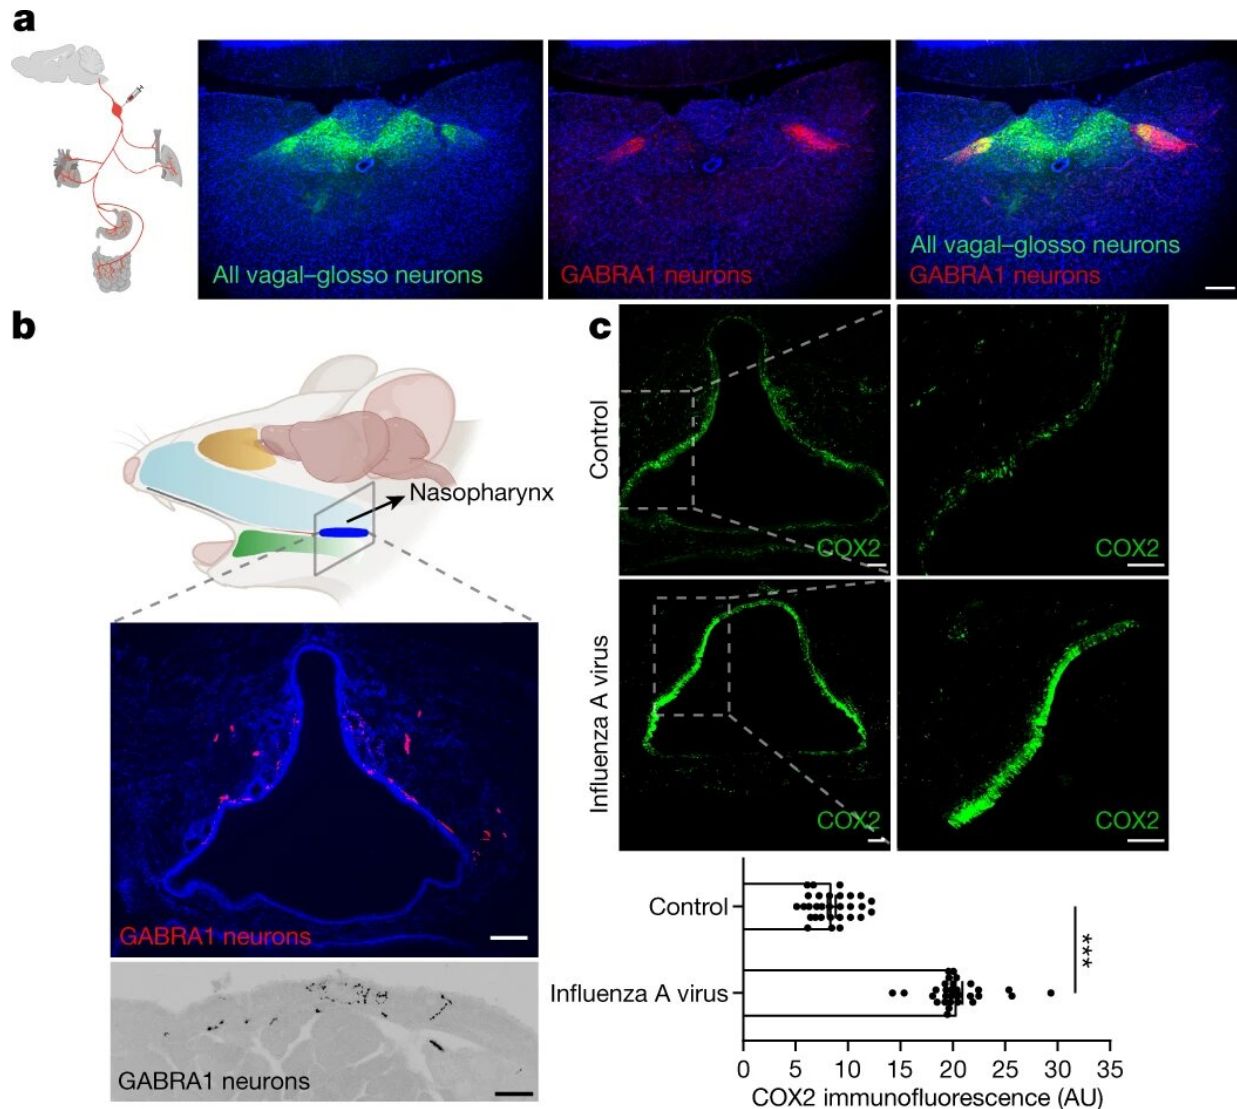 a
All vagal–glosso neurons
GABRA1 neurons
All vagal–glosso neurons
GABRA1 neurons
b
Nasopharynx
GABRA1 neurons
GABRA1 neurons
c
Control
COX2
COX2
Influenza A virus
COX2
COX2
Control
Influenza A virus
***
0 5 10 15 20 25 30 35
COX2 immunofluorescence (AU)